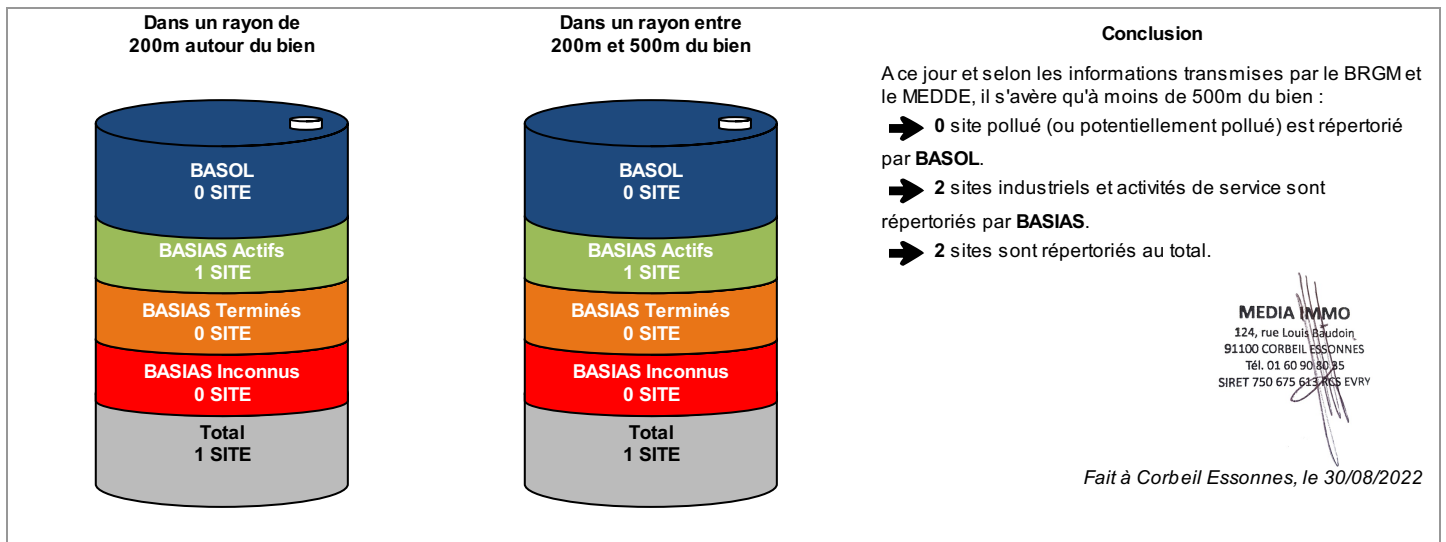 Dans un rayon de
200m autour du bien
BASOL
0 SITE
BASIAS Actifs
1 SITE
BASIAS Terminés
0 SITE
BASIAS Inconnus
0 SITE
Total
1 SITE
Dans un rayon entre
200m et 500m du bien
BASOL
0 SITE
BASIAS Actifs
1 SITE
BASIAS Terminés
0 SITE
BASIAS Inconnus
0 SITE
Total
1 SITE
Conclusion
A ce jour et selon les informations transmises par le BRGM et
le MEDDE, il s'avère qu'à moins de 500m du bien :
0 site pollué (ou potentiellement pollué) est répertorié
par BASOL.
2 sites industriels et activités de service sont
répertoriés par BASIAS.
2 sites sont répertoriés au total.
MEDIA IMMO
124, rue Louis Baudoin
91100 CORBEIL ESSONNES
Tél. 01 60 90 80 85
SIRET 750 675 613 RCS EVRY
Fait à Corbeil Essonnes, le 30/08/2022